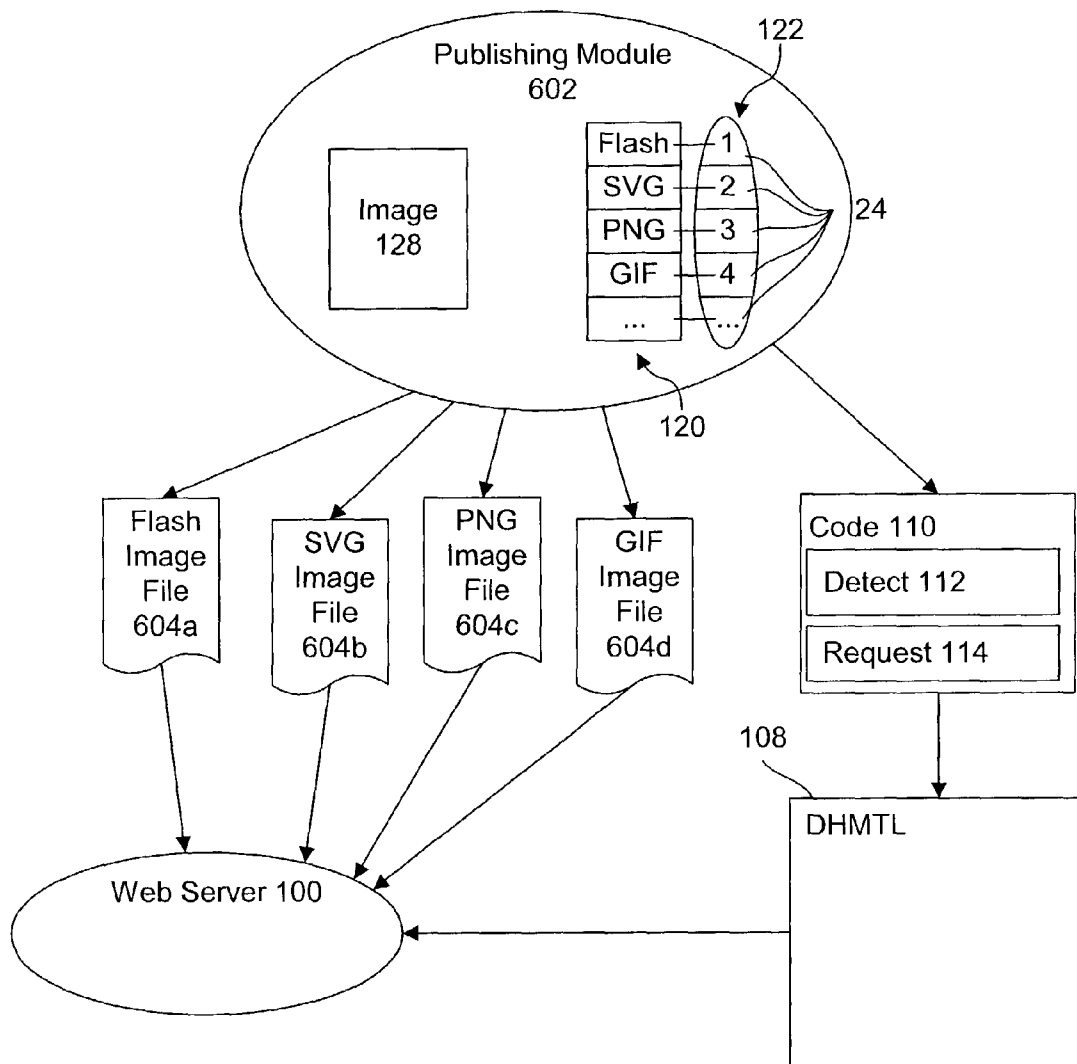 122
Publishing Module
602
Image
128
Flash 1
SVG 2
PNG 3
GIF 4
... ...
24
120
Flash
Image
File
604a
SVG
Image
File
604b
PNG
Image
File
604c
GIF
Image
File
604d
Code 110
Detect 112
Request 114
108
DHMTL
Web Server 100